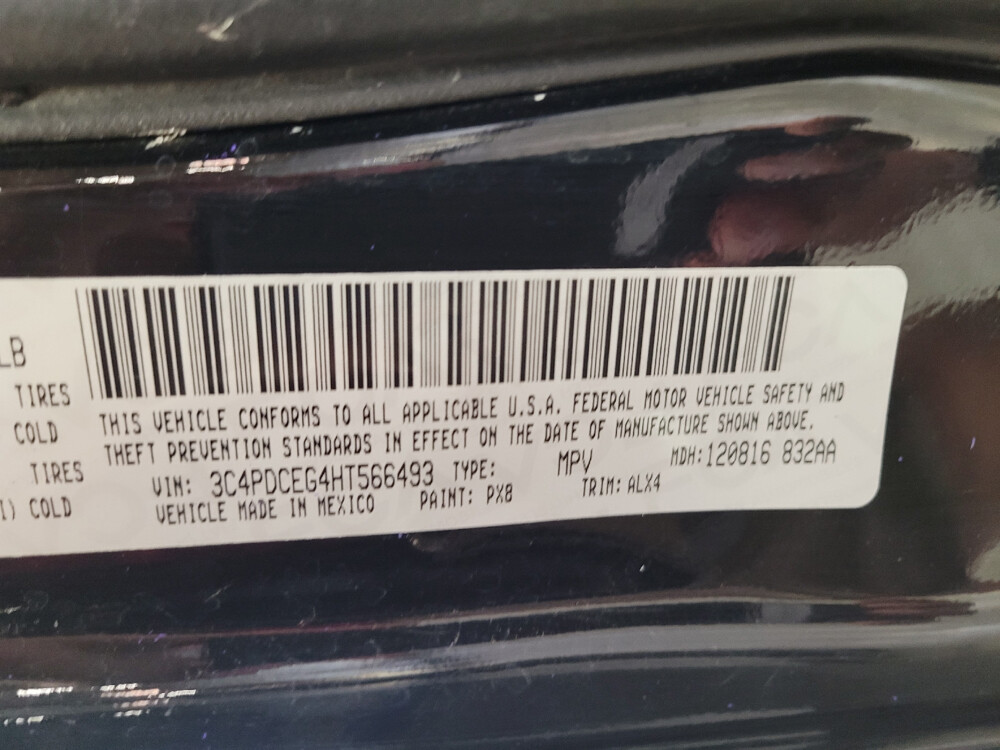 LB
TIRES
COLD
TIRES
I) COLD
THIS VEHICLE CONFORMS TO ALL APPLICABLE U.S.A. FEDERAL MOTOR VEHICLE SAFETY AND
THEFT PREVENTION STANDARDS IN EFFECT ON THE DATE OF MANUFACTURE SHOWN ABOVE.
VIN: 3C4PDCEG4HT566493 TYPE: MPV MDH:120816 832AA
VEHICLE MADE IN MEXICO PAINT: PX8 TRIM: ALX4